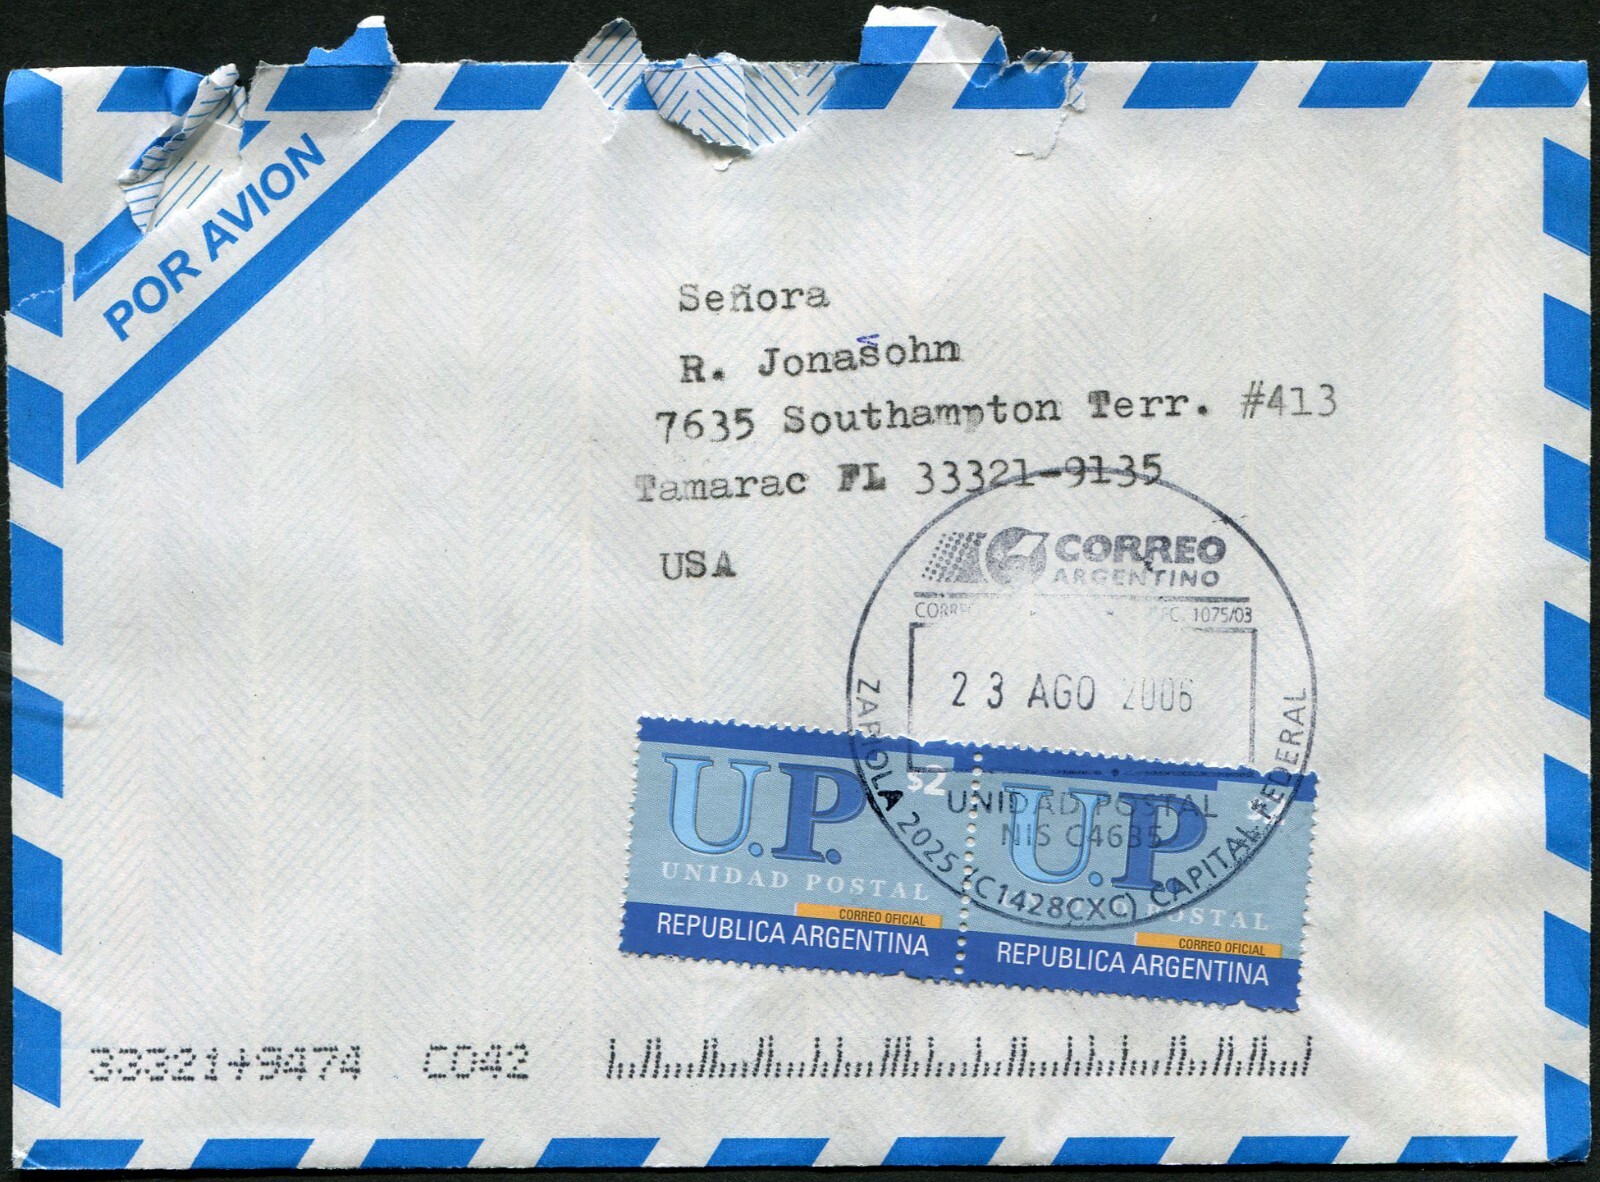 POR AVION
Señora
R. Jonasohn
7635 Southampton Terr. #413
Tamarac FL 33321-9135
USA
CORREO
ARGENTINO
1075/03
23 AGO 2006
UNIDAD POSTAL
NIS C4635
ZAPIOLA 2025 (C1428CXC) CAPITAL FEDERAL
U.P. $2
UNIDAD POSTAL
CORREO OFICIAL
REPUBLICA ARGENTINA
U.P. $2
POSTAL
CORREO OFICIAL
REPUBLICA ARGENTINA
33321+9474 C042